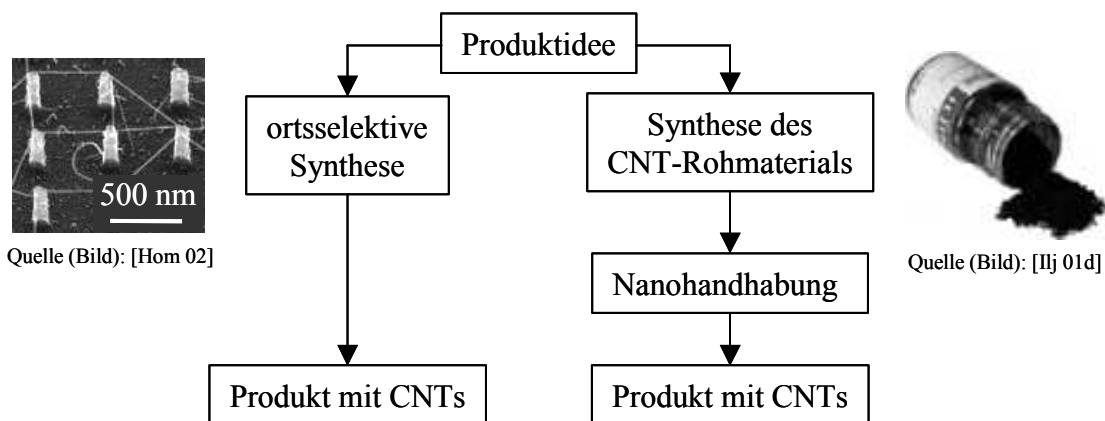 Produktidee
ortsselektive
Synthese
Synthese des
CNT-Rohmaterials
500 nm
Quelle (Bild): [Hom 02]
Quelle (Bild): [Ilj 01d]
Nanohandhabung
Produkt mit CNTs
Produkt mit CNTs